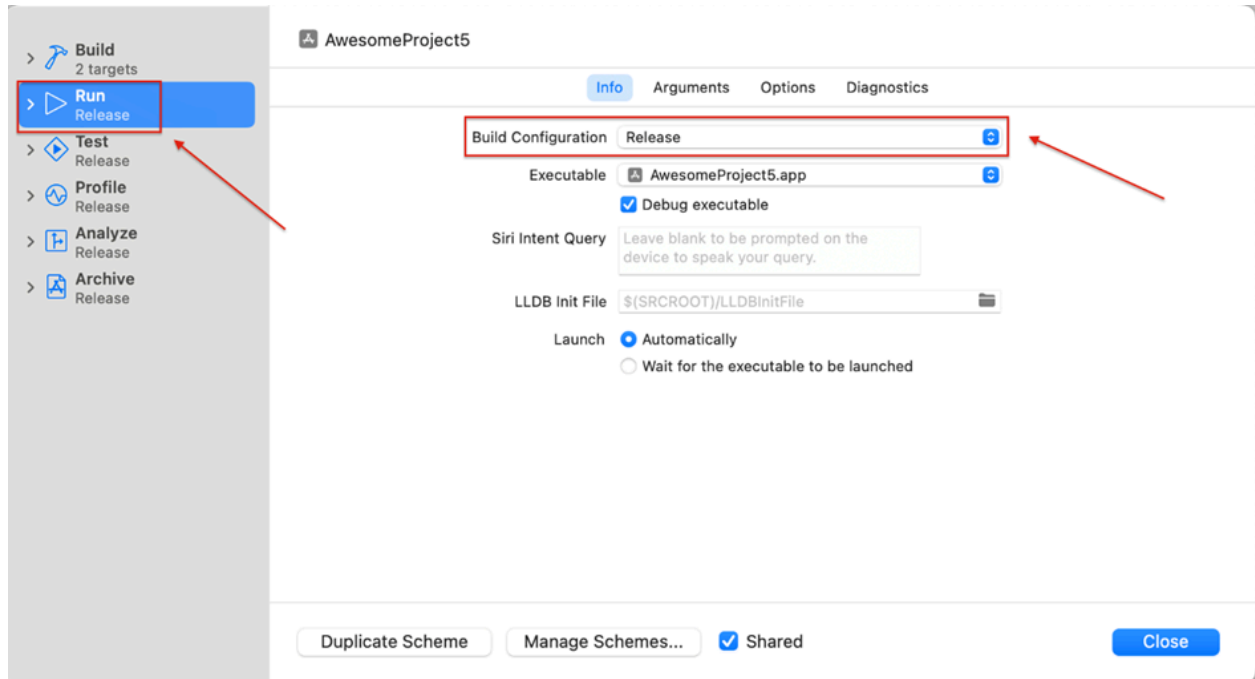 Build
2 targets
Run
Release
Test
Release
Profile
Release
Analyze
Release
Archive
Release
AwesomeProject5
Info Arguments Options Diagnostics
Build Configuration Release
Executable AwesomeProject5.app
Debug executable
Siri Intent Query Leave blank to be prompted on the
device to speak your query.
LLDB Init File $(SRCROOT)/LLDBInitFile
Launch Automatically
Wait for the executable to be launched
Duplicate Scheme Manage Schemes... Shared Close